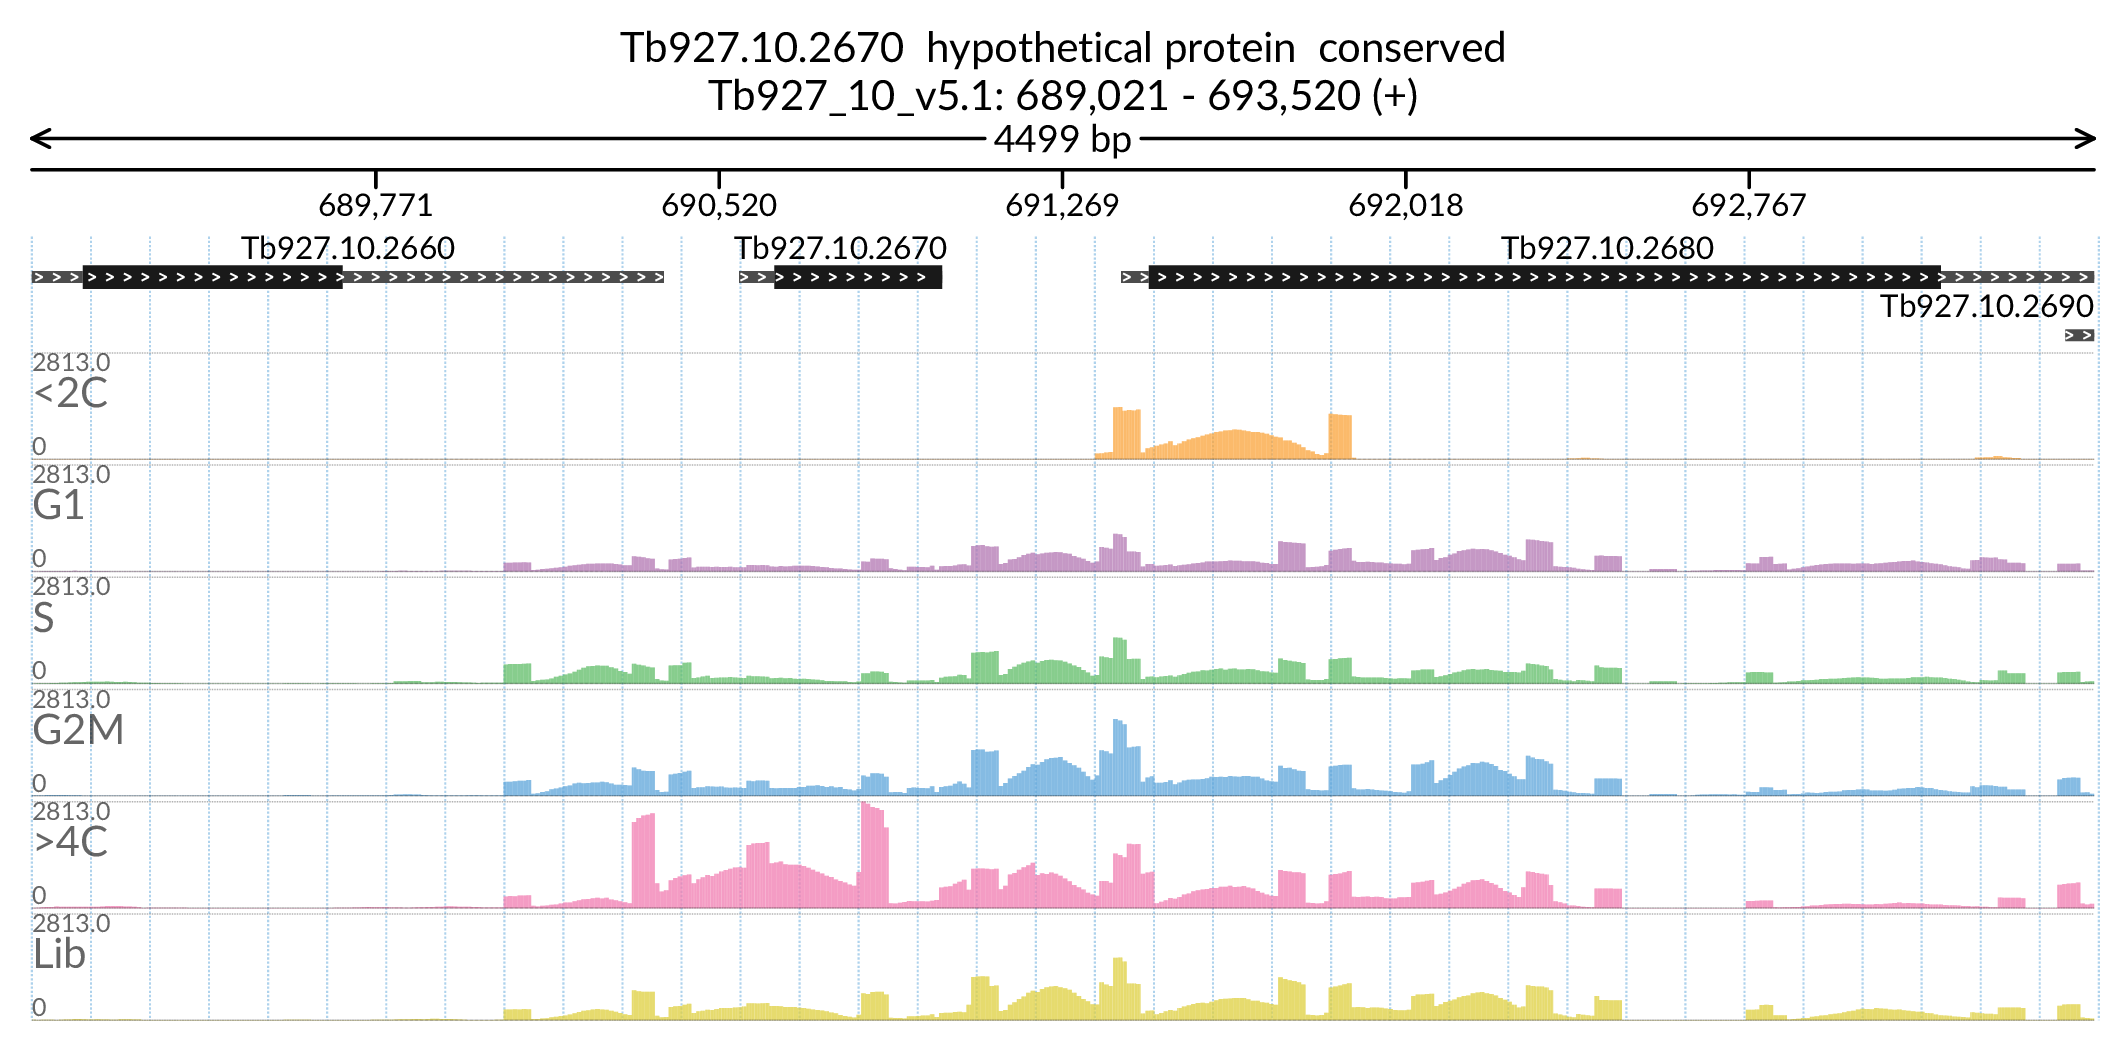 Tb927.10.2670 hypothetical protein conserved
Tb927_10_v5.1: 689,021 - 693,520 (+)
4499 bp
689,771 690,520 691,269 692,018 692,767
Tb927.10.2660 Tb927.10.2670 Tb927.10.2680
Tb927.10.2690
2813.0
<2C
0
2813.0
G1
0
2813.0
S
0
2813.0
G2M
0
2813.0
>4C
0
2813.0
Lib
0